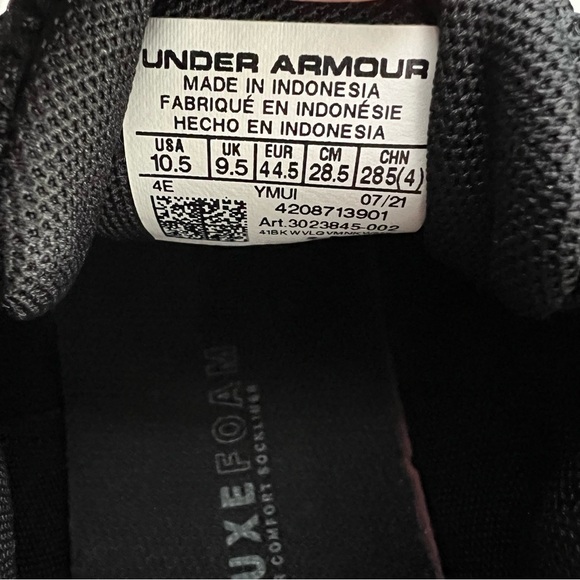 UNDER ARMOUR
MADE IN INDONESIA
FABRIQUÉ EN INDONÉSIE
HECHO EN INDONESIA
USA UK EUR CM CHN
10.5 9.5 44.5 28.5 285(4)
4E YMUI 07/21
4208713901
Art.3023845-002
UXEFOAM
COMFORT SOCKLINER